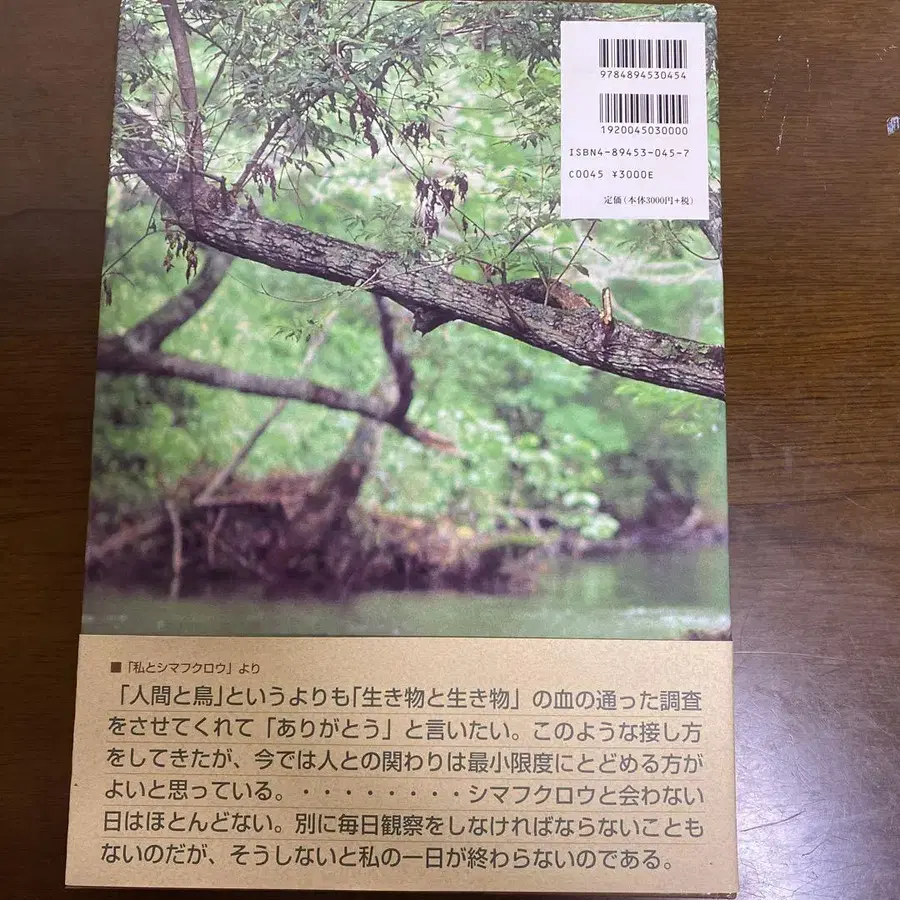 9784894530454
1920045030000
ISBN4-89453-045-7
C0045 ¥3000E
定価(本体3000円+税)
■「私とシマフクロウ」より
「人間と鳥」というよりも「生き物と生き物」の血の通った調査
をさせてくれて「ありがとう」と言いたい。このような接し方
をしてきたが、今では人との関わりは最小限度にとどめる方が
よいと思っている。・・・・・・・・シマフクロウと会わない
日はほとんどない。別に毎日観察をしなければならないことも
ないのだが、そうしないと私の一日が終わらないのである。